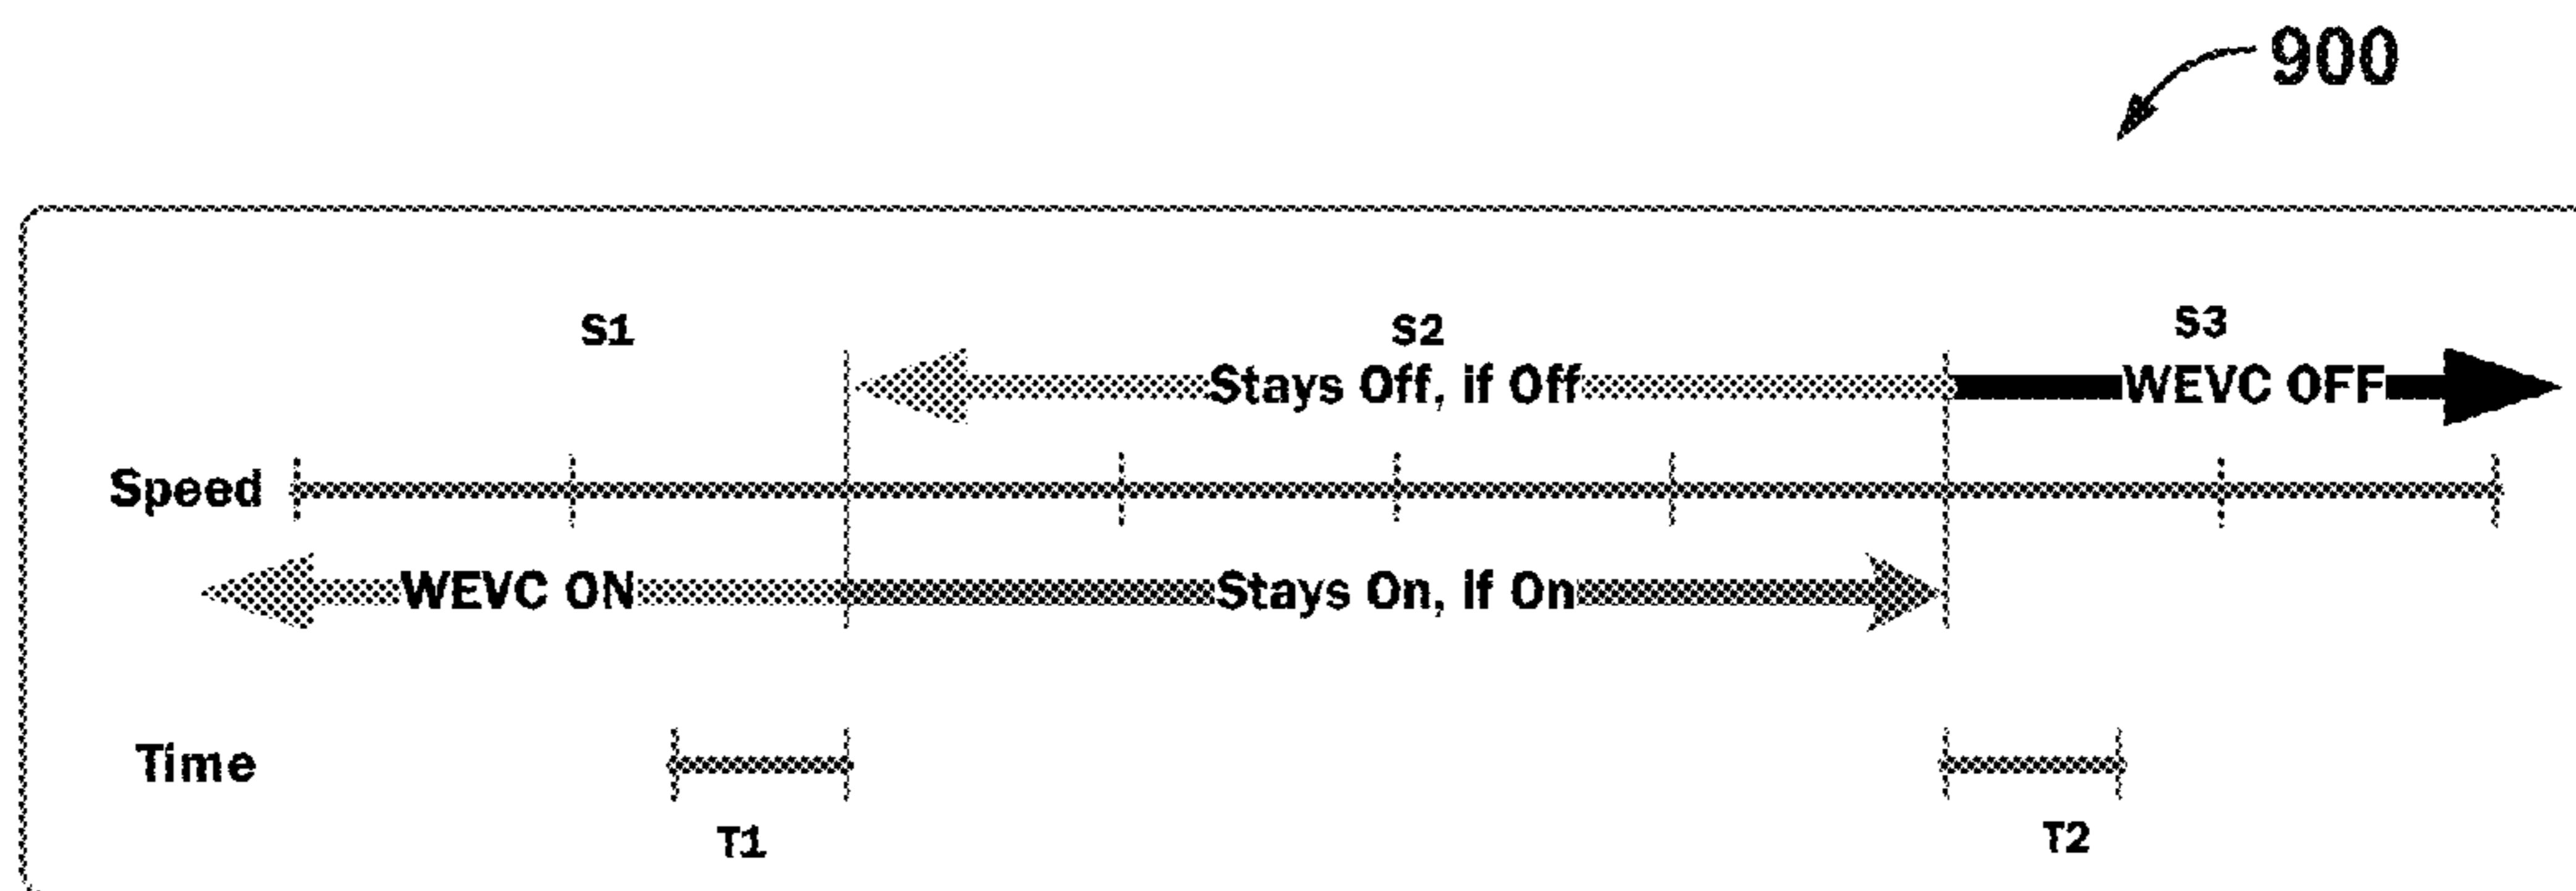 900
S1 S2 S3
Stays Off, if Off WEVC OFF
Speed
WEVC ON Stays On, if On
Time
T1 T2